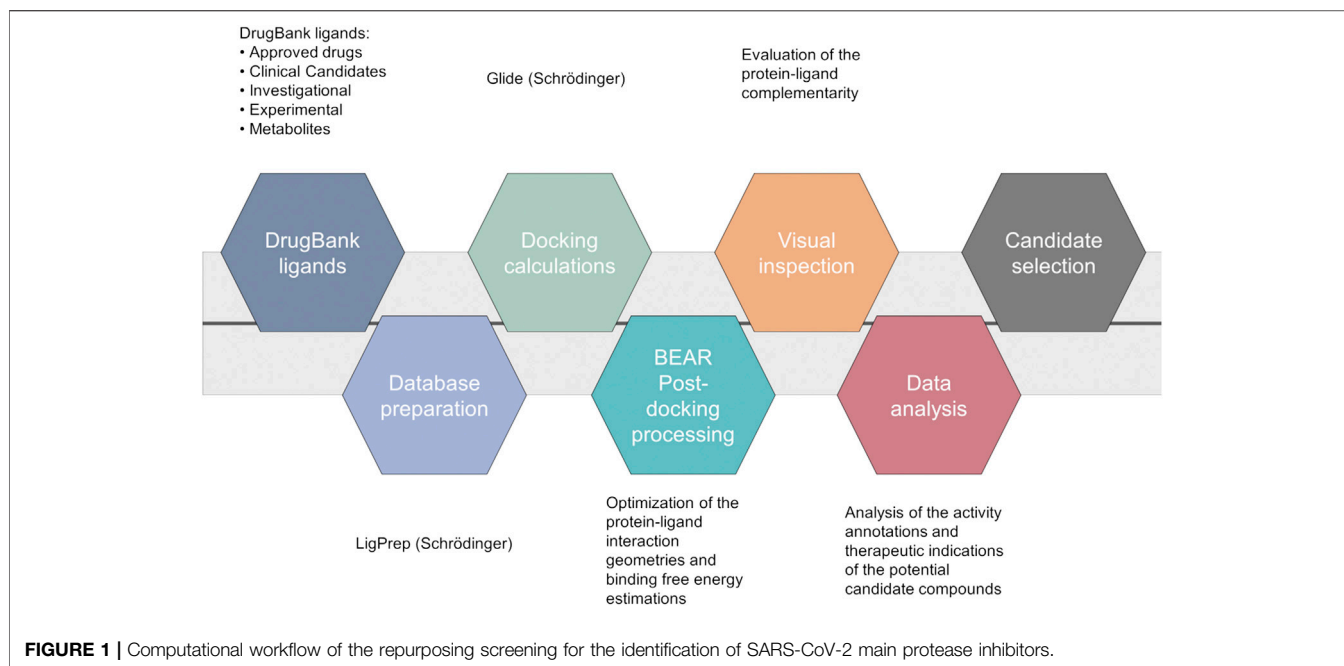 DrugBank ligands:
• Approved drugs
• Clinical Candidates
• Investigational
• Experimental
• Metabolites
Glide (Schrödinger)
Evaluation of the
protein-ligand
complementarity
DrugBank
ligands
Docking
calculations
Visual
inspection
Candidate
selection
Database
preparation
BEAR
Post-
docking
processing
Data
analysis
LigPrep (Schrödinger)
Optimization of the
protein-ligand
interaction
geometries and
binding free energy
estimations
Analysis of the activity
annotations and
therapeutic indications
of the potential
candidate compounds
FIGURE 1 | Computational workflow of the repurposing screening for the identification of SARS-CoV-2 main protease inhibitors.